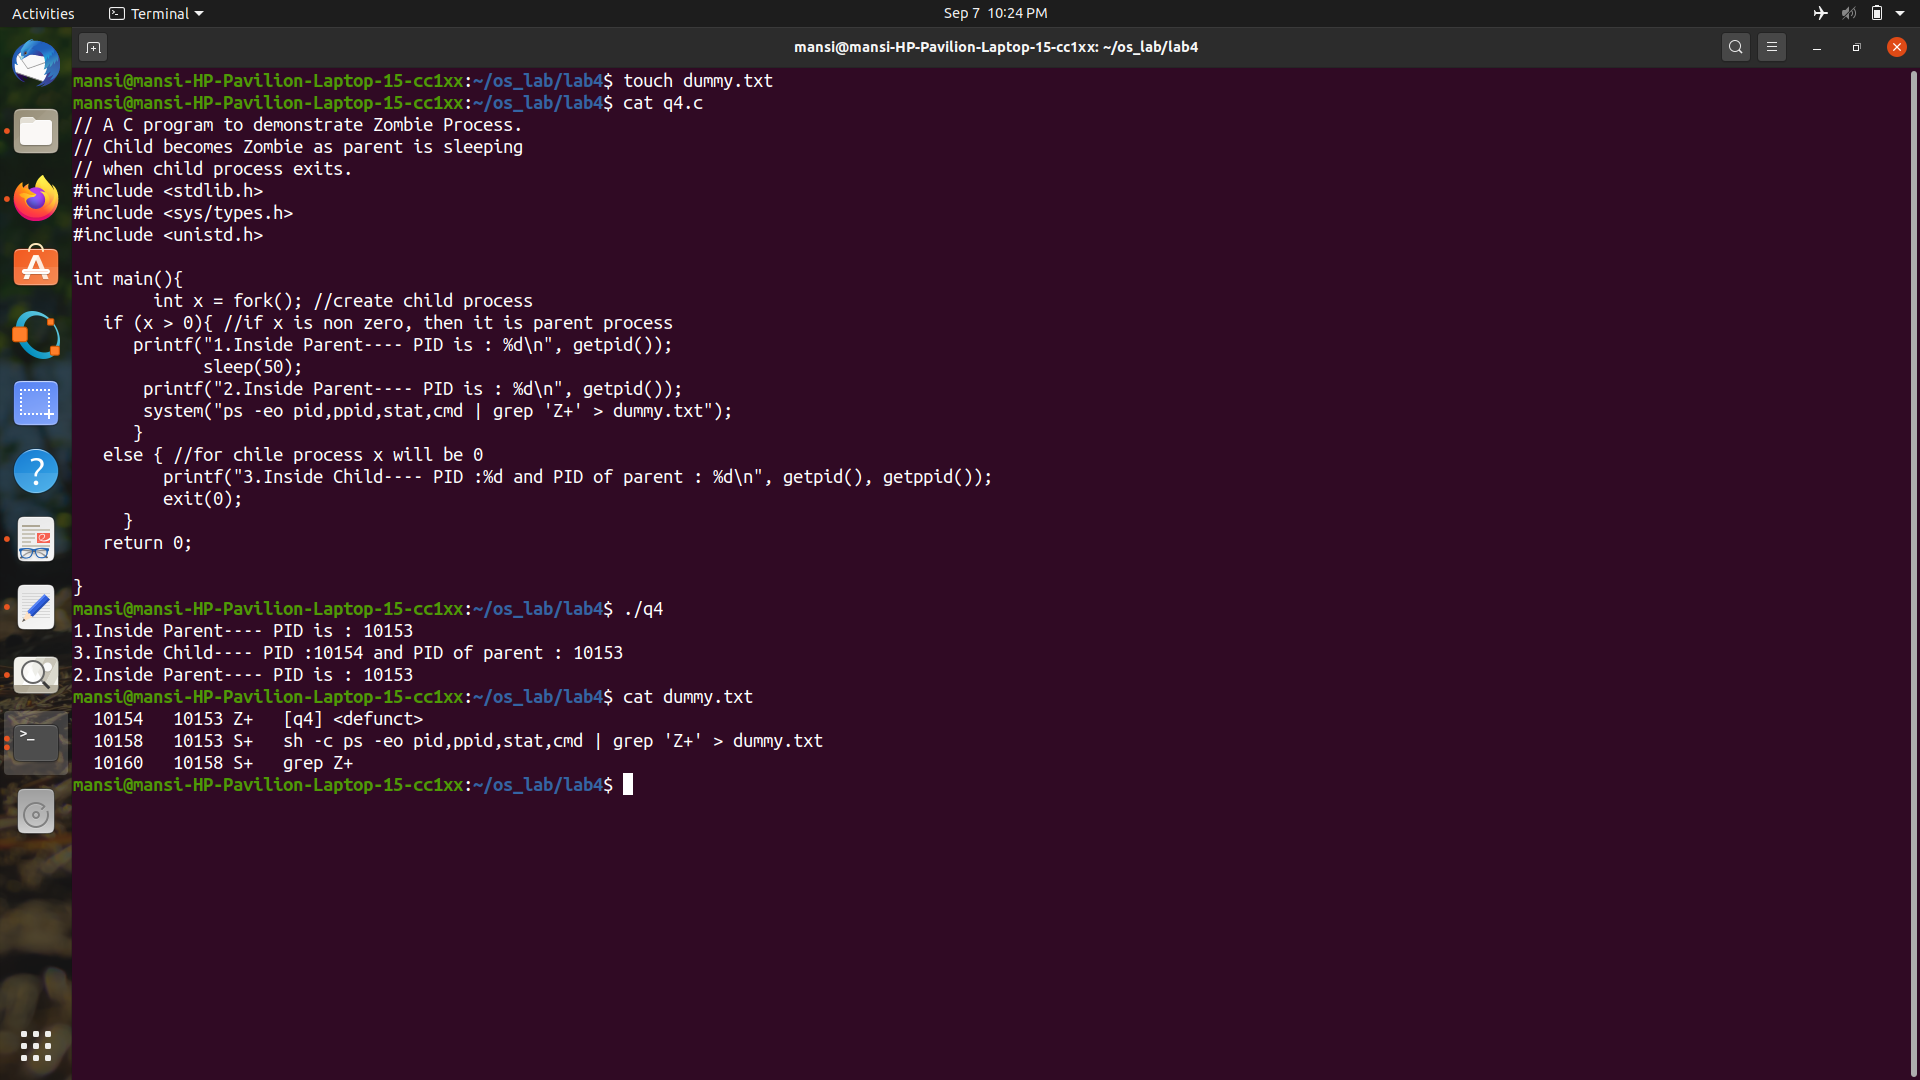 Activities
Terminal
Sep 7 10:24 PM
mansi@mansi-HP-Pavilion-Laptop-15-cc1xx: ~/os_lab/lab4
mansi@mansi-HP-Pavilion-Laptop-15-cc1xx:~/os_lab/lab4$ touch dummy.txt
mansi@mansi-HP-Pavilion-Laptop-15-cc1xx:~/os_lab/lab4$ cat q4.c
// A C program to demonstrate Zombie Process.
// Child becomes Zombie as parent is sleeping
// when child process exits.
#include <stdlib.h>
#include <sys/types.h>
#include <unistd.h>
int main(){
        int x = fork(); //create child process
   if (x > 0){ //if x is non zero, then it is parent process
      printf("1.Inside Parent---- PID is : %d\n", getpid());
             sleep(50);
       printf("2.Inside Parent---- PID is : %d\n", getpid());
       system("ps -eo pid,ppid,stat,cmd | grep 'Z+' > dummy.txt");
      }
   else { //for chile process x will be 0
         printf("3.Inside Child---- PID :%d and PID of parent : %d\n", getpid(), getppid());
         exit(0);
     }
   return 0;
}
mansi@mansi-HP-Pavilion-Laptop-15-cc1xx:~/os_lab/lab4$ ./q4
1.Inside Parent---- PID is : 10153
3.Inside Child---- PID :10154 and PID of parent : 10153
2.Inside Parent---- PID is : 10153
mansi@mansi-HP-Pavilion-Laptop-15-cc1xx:~/os_lab/lab4$ cat dummy.txt
  10154   10153 Z+   [q4] <defunct>
  10158   10153 S+   sh -c ps -eo pid,ppid,stat,cmd | grep 'Z+' > dummy.txt
  10160   10158 S+   grep Z+
mansi@mansi-HP-Pavilion-Laptop-15-cc1xx:~/os_lab/lab4$